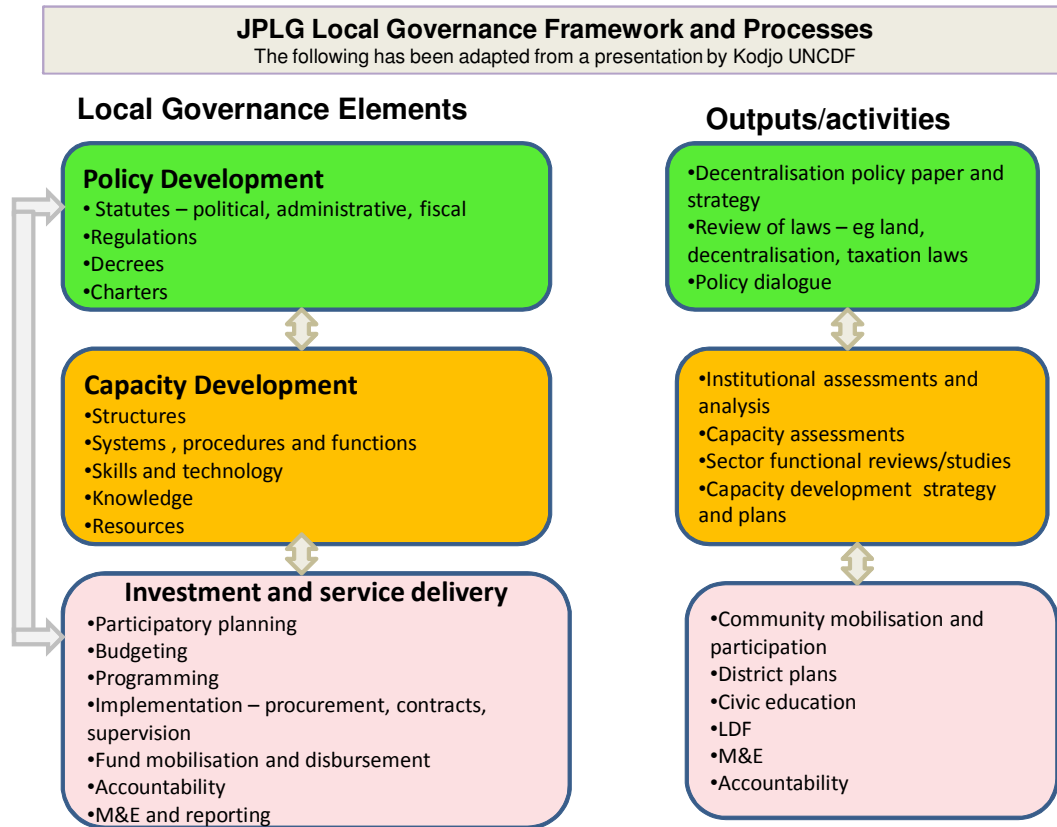 JPLG Local Governance Framework and Processes
The following has been adapted from a presentation by Kodjo UNCDF
Local Governance Elements
Policy Development
• Statutes – political, administrative, fiscal
•Regulations
•Decrees
•Charters
Capacity Development
•Structures
•Systems , procedures and functions
•Skills and technology
•Knowledge
•Resources
Investment and service delivery
•Participatory planning
•Budgeting
•Programming
•Implementation – procurement, contracts,
supervision
•Fund mobilisation and disbursement
•Accountability
•M&E and reporting
Outputs/activities
•Decentralisation policy paper and
strategy
•Review of laws – eg land,
decentralisation, taxation laws
•Policy dialogue
•Institutional assessments and
analysis
•Capacity assessments
•Sector functional reviews/studies
•Capacity development strategy
and plans
•Community mobilisation and
participation
•District plans
•Civic education
•LDF
•M&E
•Accountability